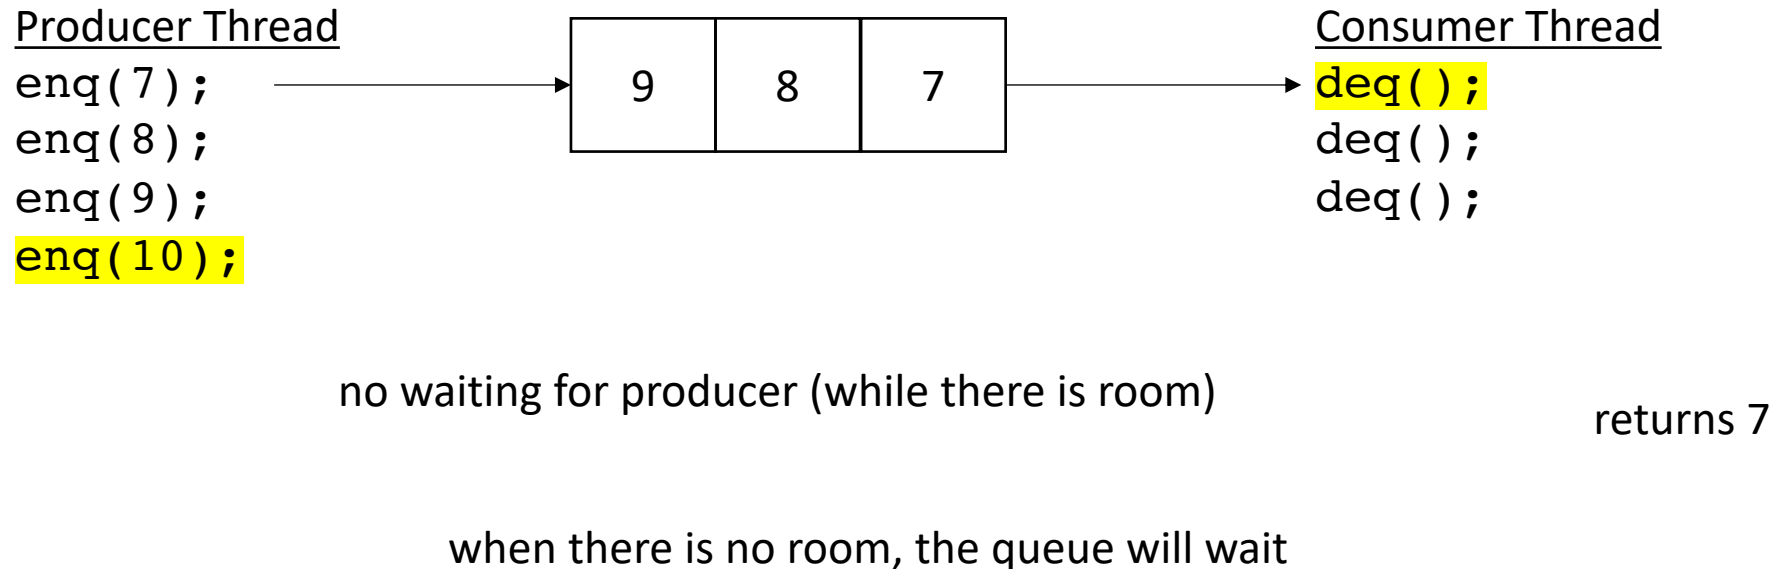 Producer Thread
enq(7);
enq(8);
enq(9);
enq(10);
9 8 7
Consumer Thread
deq();
deq();
deq();
no waiting for producer (while there is room)
returns 7
when there is no room, the queue will wait